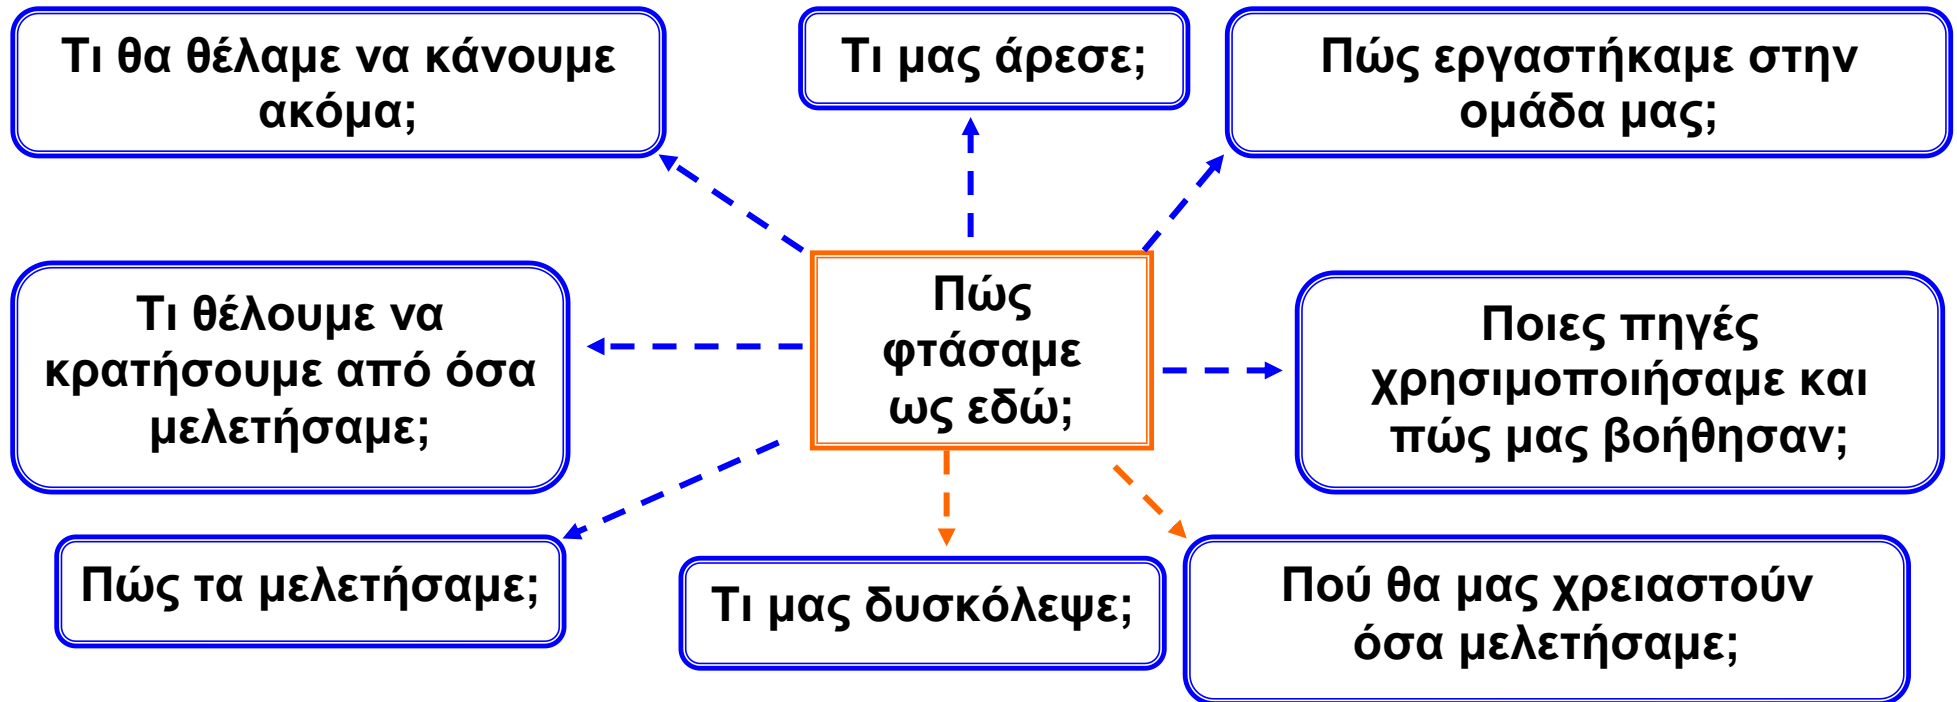 Τι θα θέλαμε να κάνουμε
ακόμα;
Τι μας άρεσε;
Πώς εργαστήκαμε στην
ομάδα μας;
Τι θέλουμε να
κρατήσουμε από όσα
μελετήσαμε;
Πώς
φτάσαμε
ως εδώ;
Ποιες πηγές
χρησιμοποιήσαμε και
πώς μας βοήθησαν;
Πώς τα μελετήσαμε;
Τι μας δυσκόλεψε;
Πού θα μας χρειαστούν
όσα μελετήσαμε;